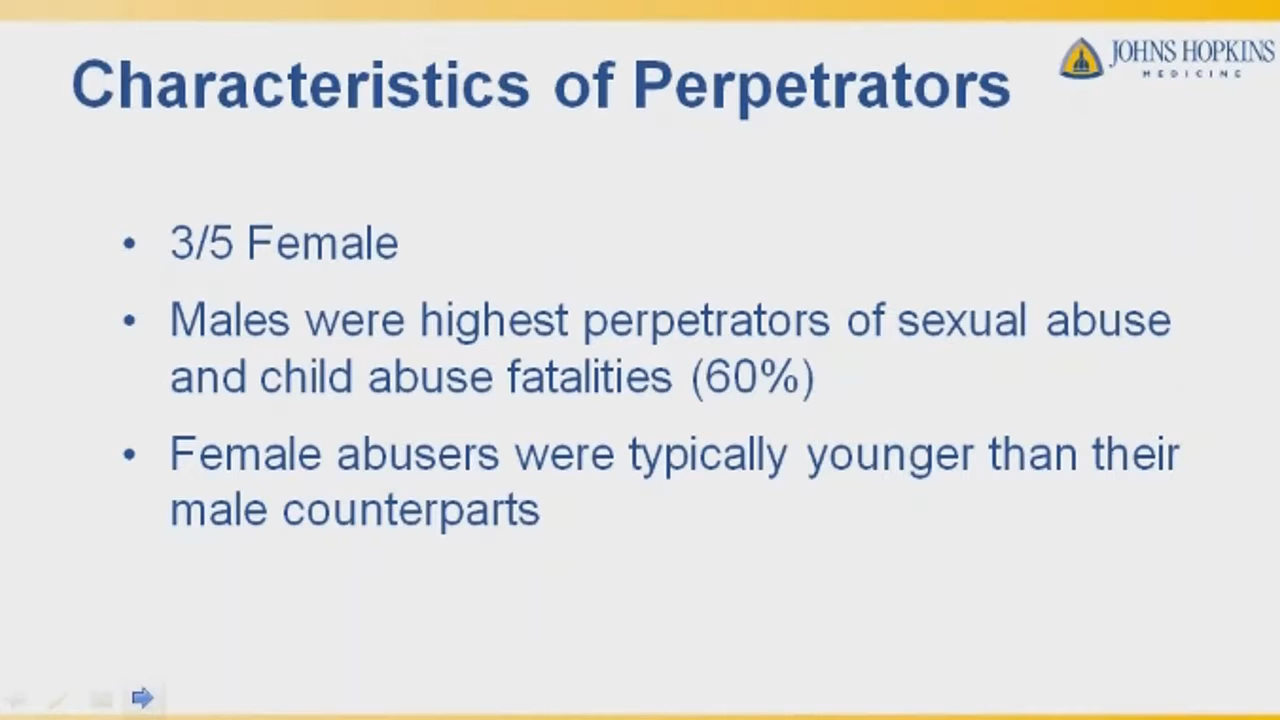 Characteristics of Perpetrators
JOHNS HOPKINS
MEDICINE
• 3/5 Female
• Males were highest perpetrators of sexual abuse
and child abuse fatalities (60%)
• Female abusers were typically younger than their
male counterparts